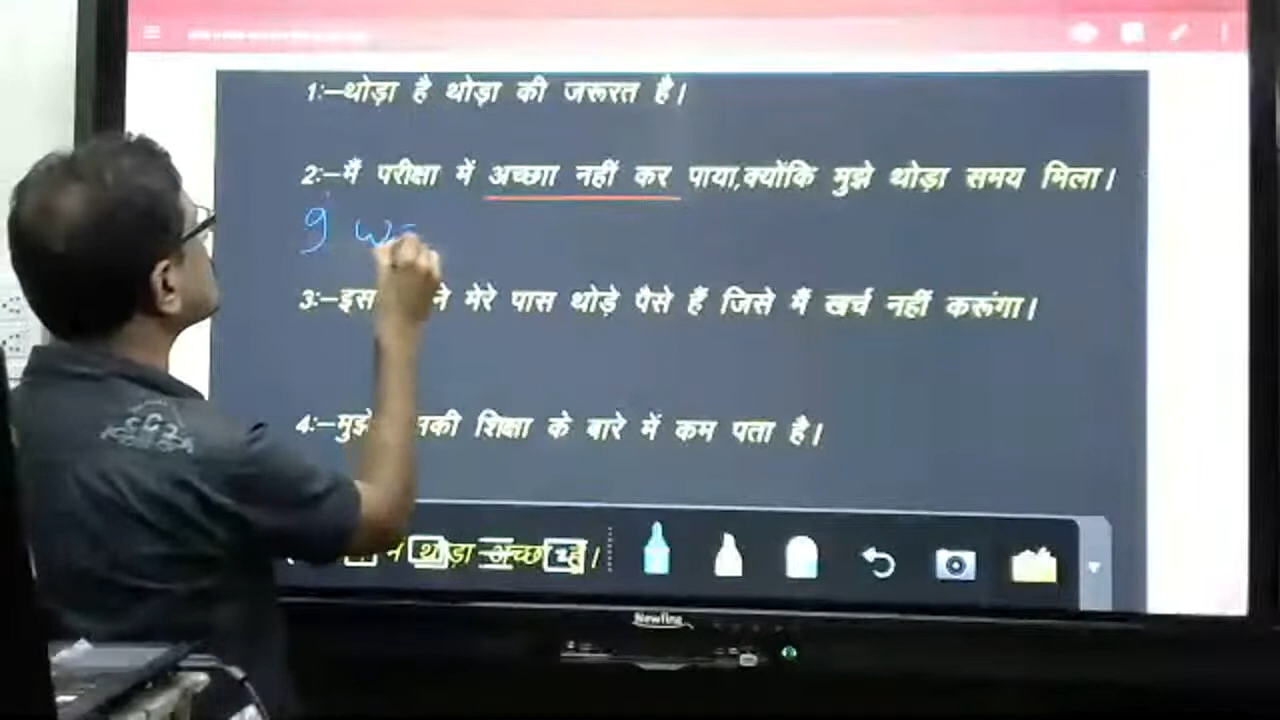 1:–थोड़ा है थोड़ा की जरूरत है।
2:–मैं परीक्षा में अच्छाा नहीं कर पाया,क्योंकि मुझे थोड़ा समय मिला।
3:–इस ने मेरे पास थोड़े पैसे हैं जिसे मैं खर्च नहीं करूंगा।
4:–मुझे नकी शिक्षा के बारे में कम पता है।
थोड़ा अच्छा है।
Newline